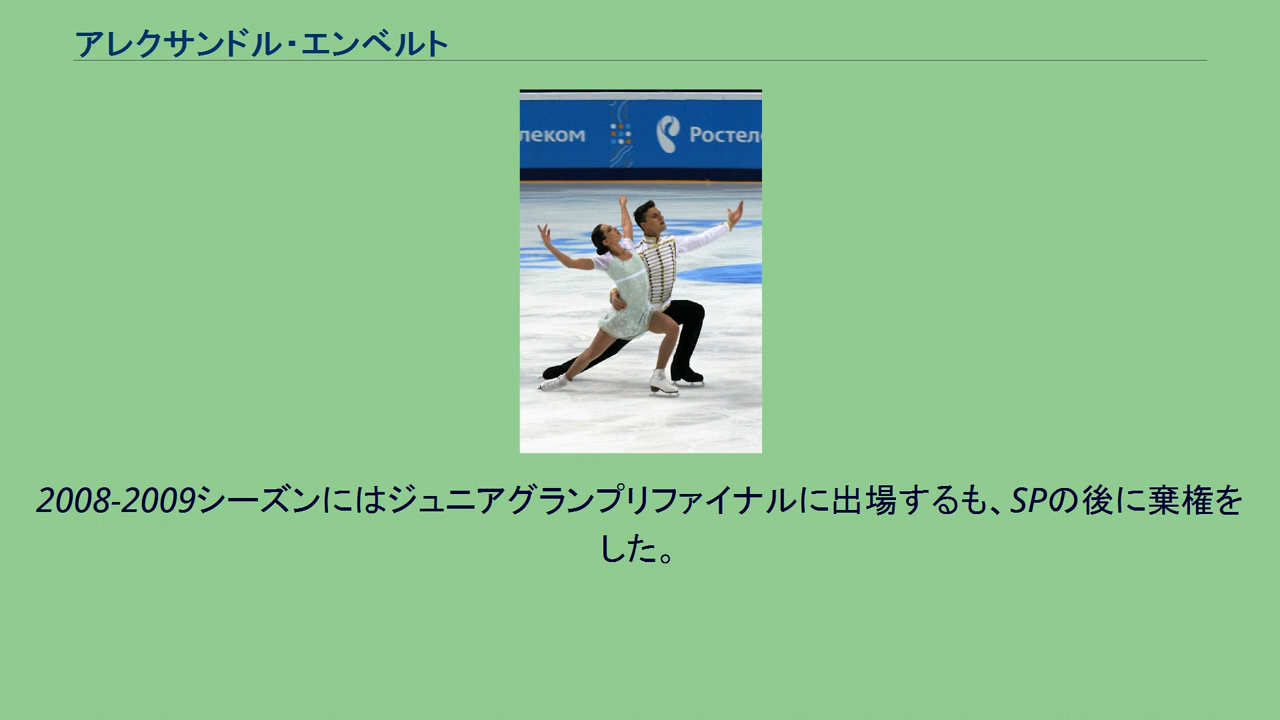 アレクサンドル・エンベルト
леком
Ростел
2008-2009シーズンにはジュニアグランプリファイナルに出場するも、SPの後に棄権を
した。